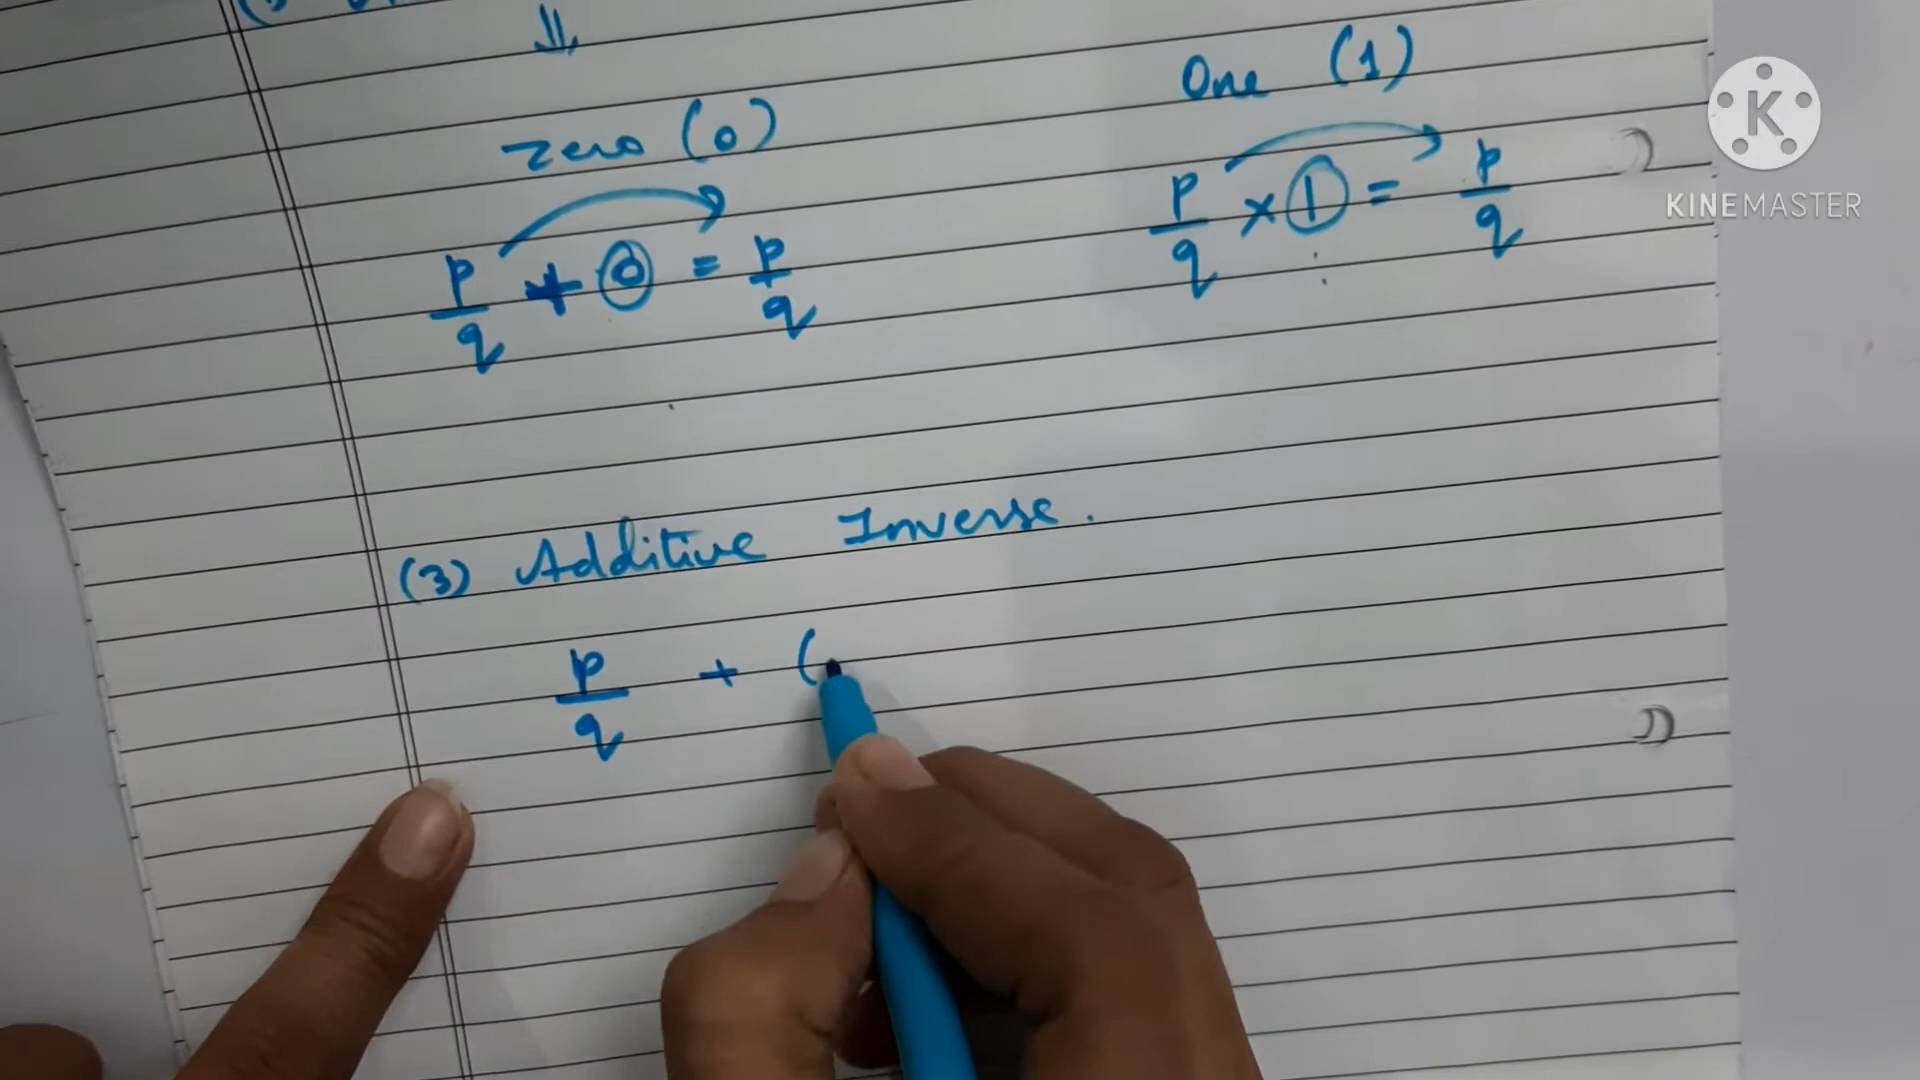 zero (0)
One (1)
p/q + 0 = p/q
p/q × 1 = p/q
(3) Additive Inverse.
p/q + (
K
KINEMASTER